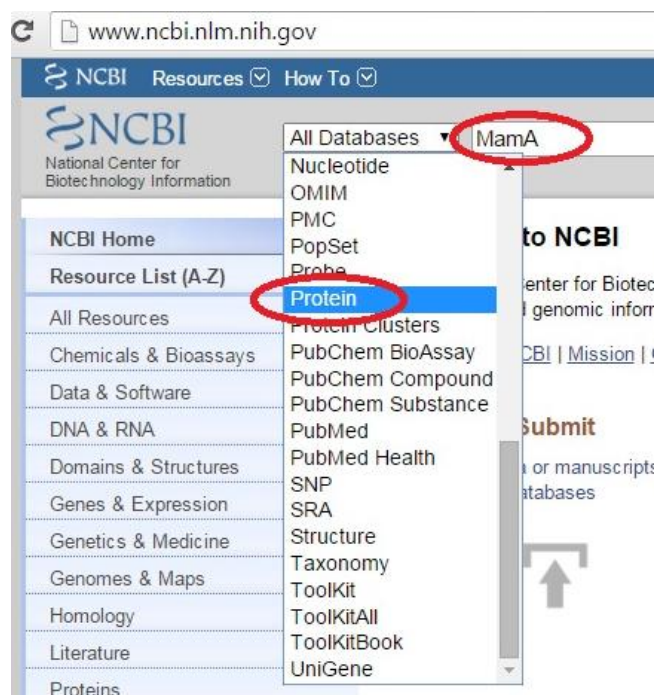 www.ncbi.nlm.nih.gov
NCBI Resources How To
NCBI
National Center for
Biotechnology Information
All Databases MamA
Nucleotide
OMIM
PMC
PopSet
Probe
Protein
Protein Clusters
PubChem BioAssay
PubChem Compound
PubChem Substance
PubMed
PubMed Health
SNP
SRA
Structure
Taxonomy
ToolKit
ToolKitAll
ToolKitBook
UniGene
NCBI Home
Resource List (A-Z)
All Resources
Chemicals & Bioassays
Data & Software
DNA & RNA
Domains & Structures
Genes & Expression
Genetics & Medicine
Genomes & Maps
Homology
Literature
Proteins
to NCBI
enter for Biotec
genomic inforr
CBI | Mission |
Submit
or manuscripts
atabases